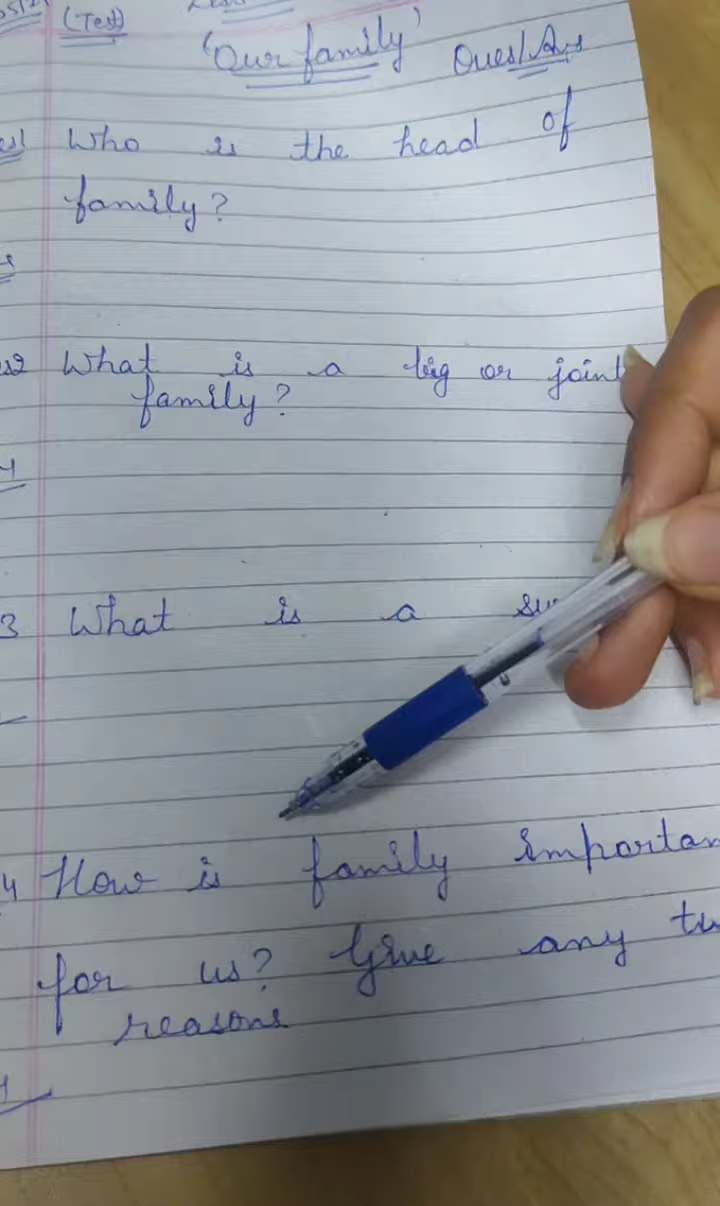 (Test)
'Our family' Ques/Ans
Who is the head of
family?
What is a big or joint
family?
3 What is a
4 How is family importan
for us? Give any
reasons